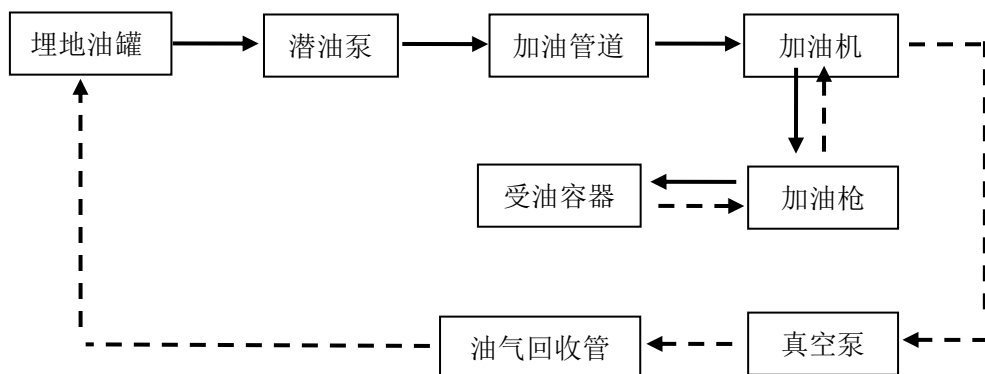 埋地油罐
潜油泵
加油管道
加油机
受油容器
加油枪
油气回收管
真空泵